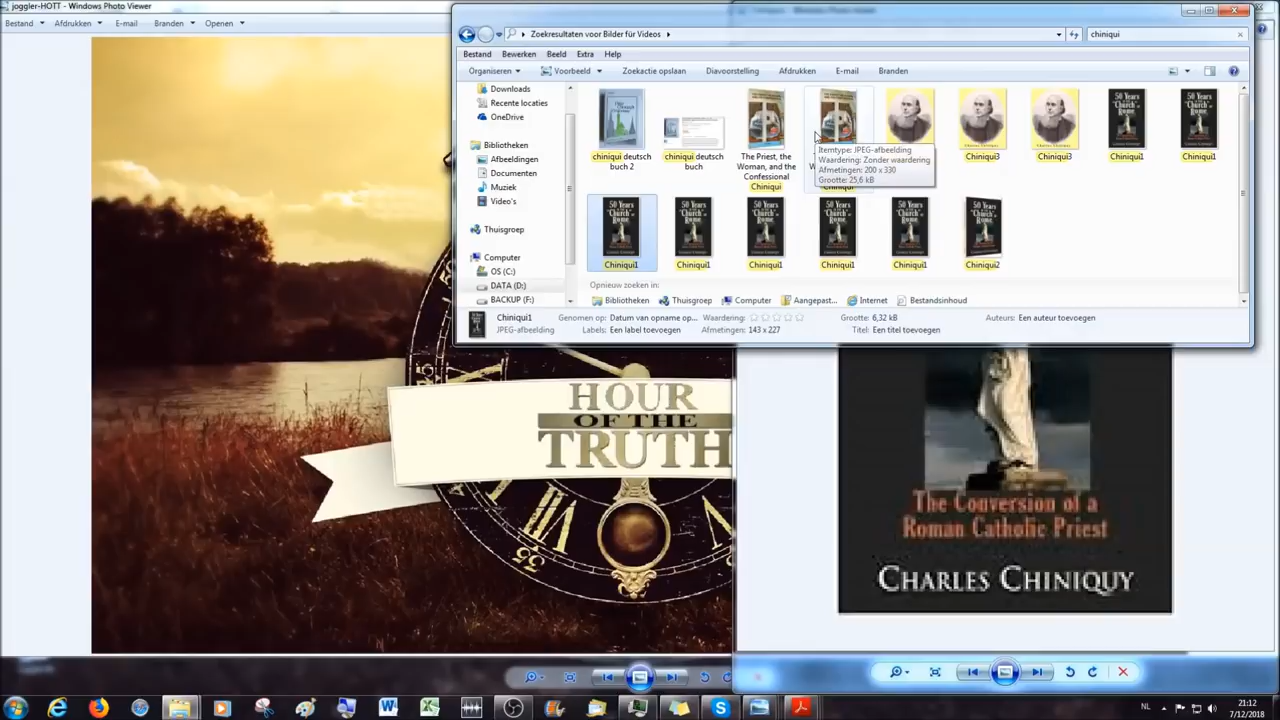 joggler-HOTT - Windows Photo Viewer
Bestand Afdrukken E-mail Branden Openen
Zoekresultaten voor Bilder für Videos
chiniqui
Bestand Bewerken Beeld Extra Help
Organiseren Voorbeeld Zoekactie opslaan Diavoorstelling Afdrukken E-mail Branden
Downloads
Recente locaties
OneDrive
Bibliotheken
Afbeeldingen
Documenten
Muziek
Video's
Thuisgroep
Computer
OS (C:)
DATA (D:)
BACKUP (F:)
chiniqui deutsch buch 2
chiniqui deutsch buch
The Priest, the Woman, and the Confessional Chiniqui
Chiniqui
Chiniqui3
Chiniqui3
Chiniqui1
Chiniqui1
Itemtype: JPEG-afbeelding
Waardering: Zonder waardering
Afmetingen: 200 x 330
Grootte: 25,6 kB
50 Years
"Church"
Rome
Chiniqui1 Chiniqui1 Chiniqui1 Chiniqui1 Chiniqui1 Chiniqui2
Opnieuw zoeken in:
Bibliotheken Thuisgroep Computer Aangepast... Internet Bestandsinhoud
Chiniqui1 Genomen op: Datum van opname op... Waardering: Grootte: 6,32 kB Auteurs: Een auteur toevoegen
JPEG-afbeelding Labels: Een label toevoegen Afmetingen: 143 x 227 Titel: Een titel toevoegen
HOUR
OF THE
TRUTH
The Conversion of a
Roman Catholic Priest
CHARLES CHINIQUY
NL
21:12
7/12/2018